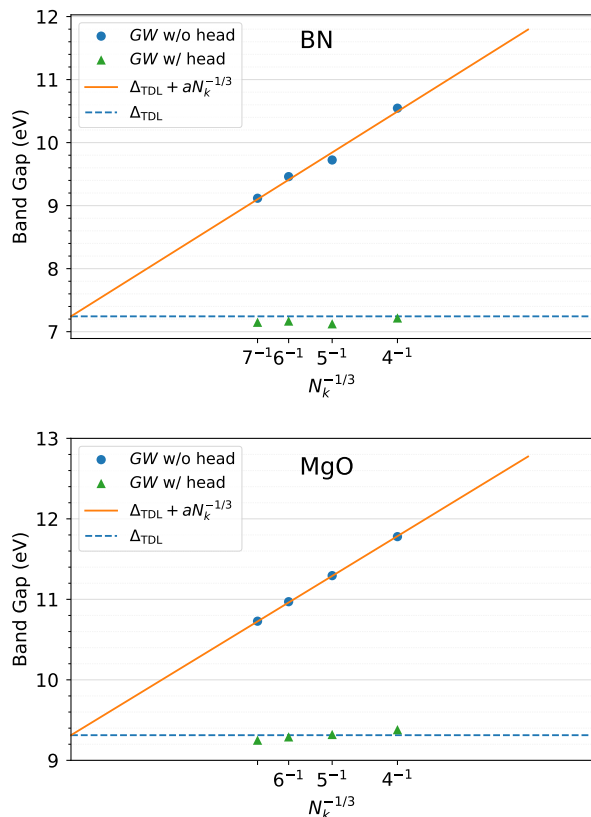 BN
GW w/o head
GW w/ head
Δ_TDL + aN_k^{-1/3}
Δ_TDL
Band Gap (eV)
12
11
10
9
8
7
7⁻¹ 6⁻¹ 5⁻¹ 4⁻¹
N_k^{-1/3}
MgO
GW w/o head
GW w/ head
Δ_TDL + aN_k^{-1/3}
Δ_TDL
Band Gap (eV)
13
12
11
10
9
6⁻¹ 5⁻¹ 4⁻¹
N_k^{-1/3}